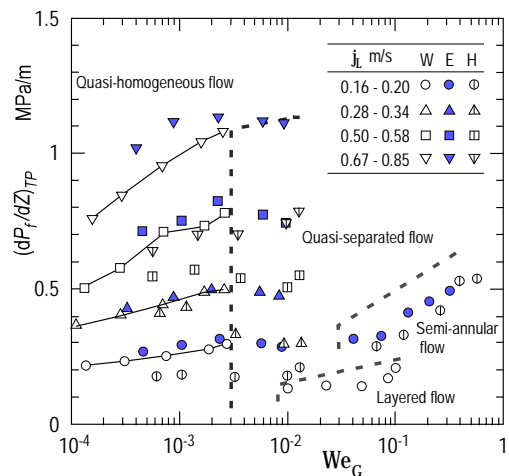 1.5
1
0.5
0
MPa/m
(dP_f/dZ)_TP
Quasi-homogeneous flow
j_L m/s W E H
0.16 - 0.20
0.28 - 0.34
0.50 - 0.58
0.67 - 0.85
Quasi-separated flow
Semi-annular
flow
Layered flow
10^-4 10^-3 10^-2 10^-1 1
We_G